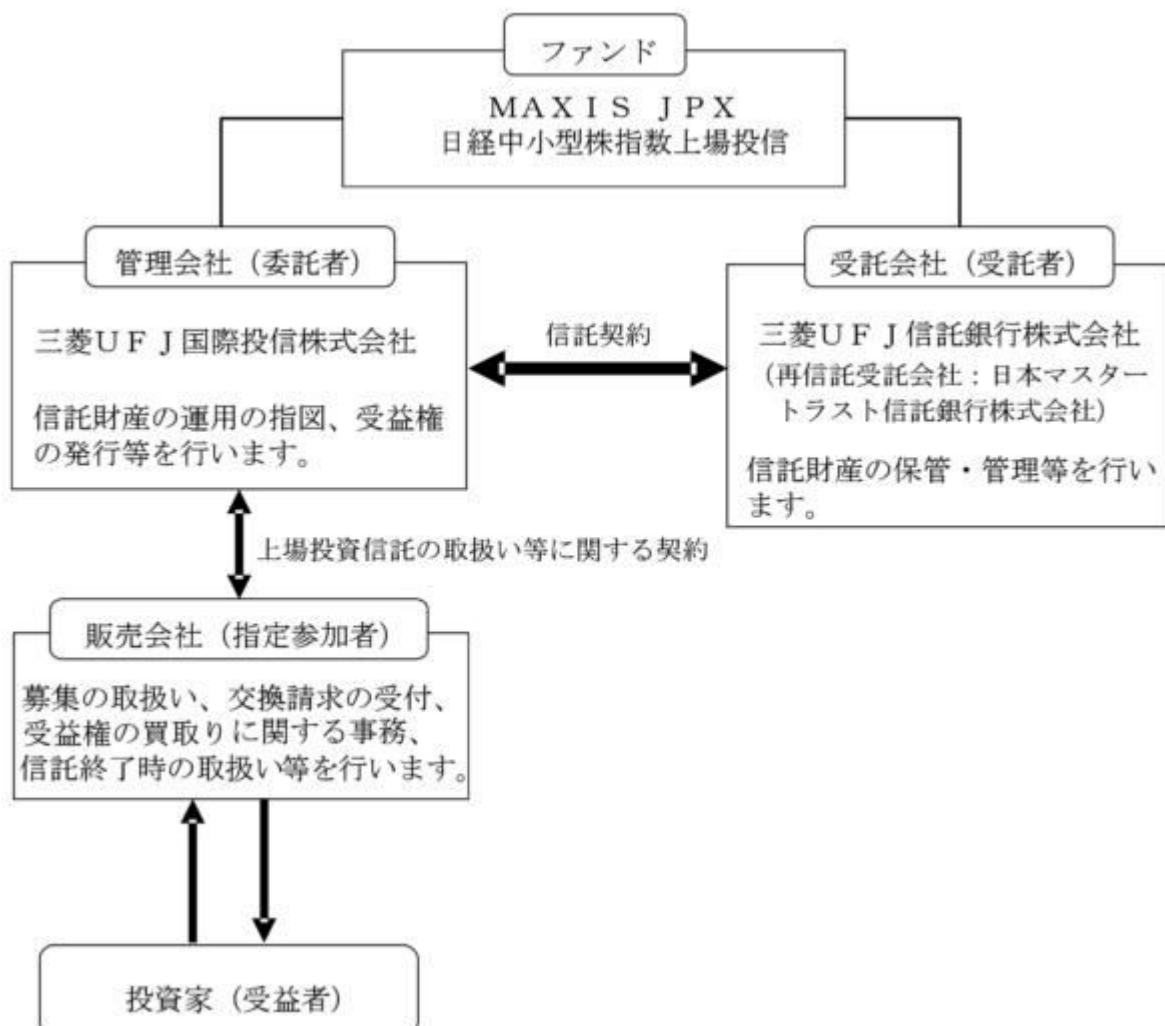 ファンド
ＭＡＸＩＳ ＪＰＸ
日経中小型株指数上場投信
管理会社（委託者）
三菱ＵＦＪ国際投信株式会社
信託財産の運用の指図、受益権
の発行等を行います。
信託契約
受託会社（受託者）
三菱ＵＦＪ信託銀行株式会社
（再信託受託会社：日本マスター
トラスト信託銀行株式会社）
信託財産の保管・管理等を行い
ます。
上場投資信託の取扱い等に関する契約
販売会社（指定参加者）
募集の取扱い、交換請求の受付、
受益権の買取りに関する事務、
信託終了時の取扱い等を行います。
投資家（受益者）